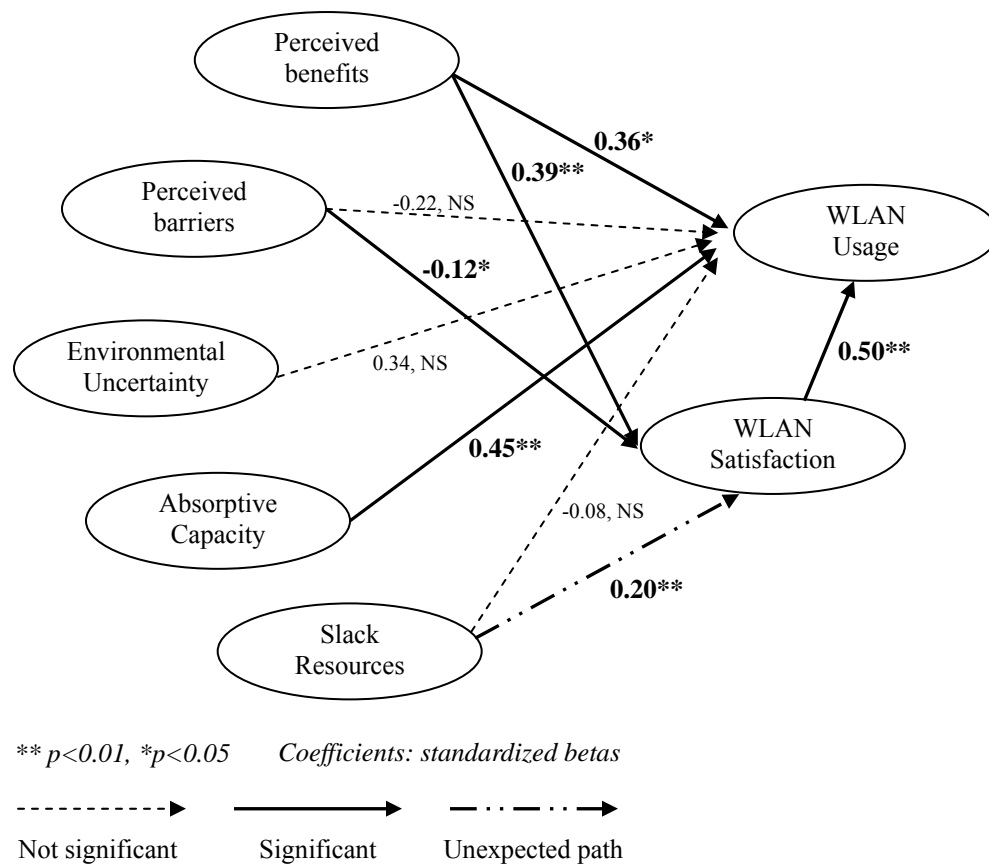 Perceived
benefits
0.36*
0.39**
Perceived
barriers
-0.22, NS
WLAN
Usage
-0.12*
Environmental
Uncertainty
0.34, NS
0.50**
WLAN
Satisfaction
0.45**
Absorptive
Capacity
-0.08, NS
0.20**
Slack
Resources
** p<0.01, *p<0.05 Coefficients: standardized betas
Not significant Significant Unexpected path